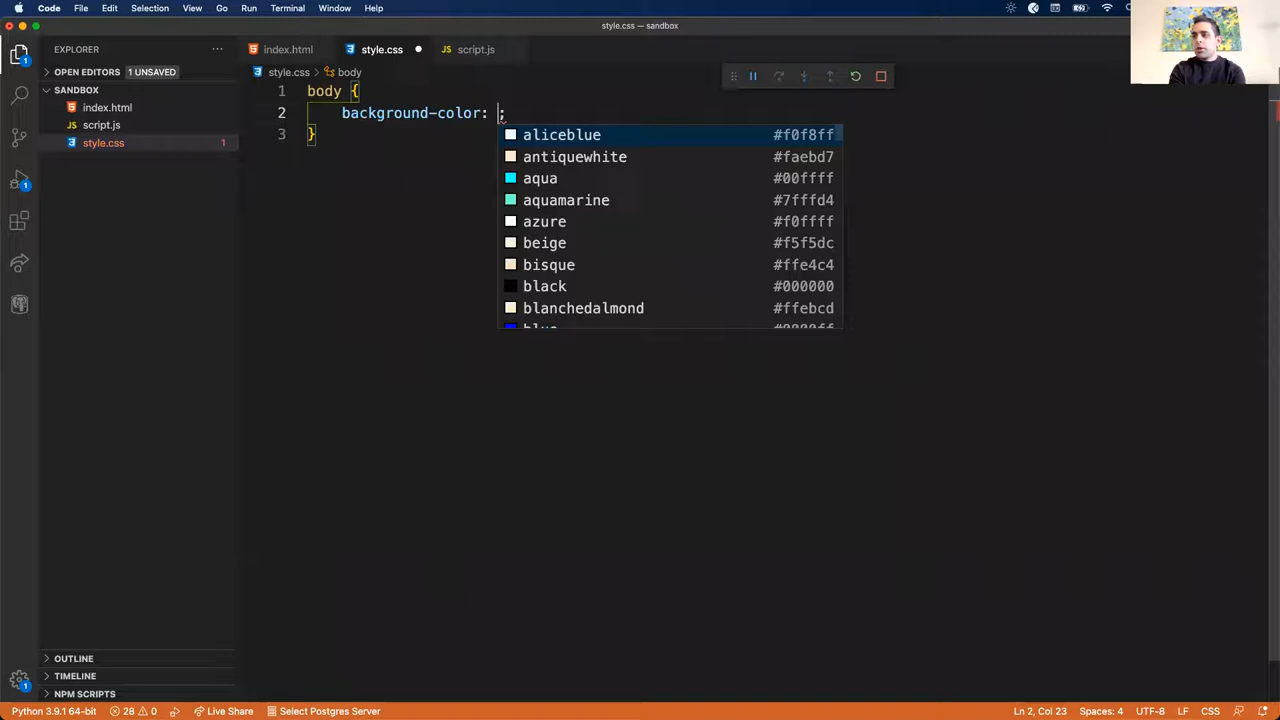 Code File Edit Selection View Go Run Terminal Window Help
style.css — sandbox
EXPLORER
index.html
style.css
JS script.js
OPEN EDITORS 1 UNSAVED
style.css > body
SANDBOX
index.html
JS script.js
style.css 1
1 body {
2 background-color: ;
3 }
aliceblue #f0f8ff
antiquewhite #faebd7
aqua #00ffff
aquamarine #7fffd4
azure #f0ffff
beige #f5f5dc
bisque #ffe4c4
black #000000
blanchedalmond #ffebcd
blue #0000ff
OUTLINE
TIMELINE
NPM SCRIPTS
Python 3.9.1 64-bit 28 0 Live Share Select Postgres Server Ln 2, Col 23 Spaces: 4 UTF-8 LF CSS